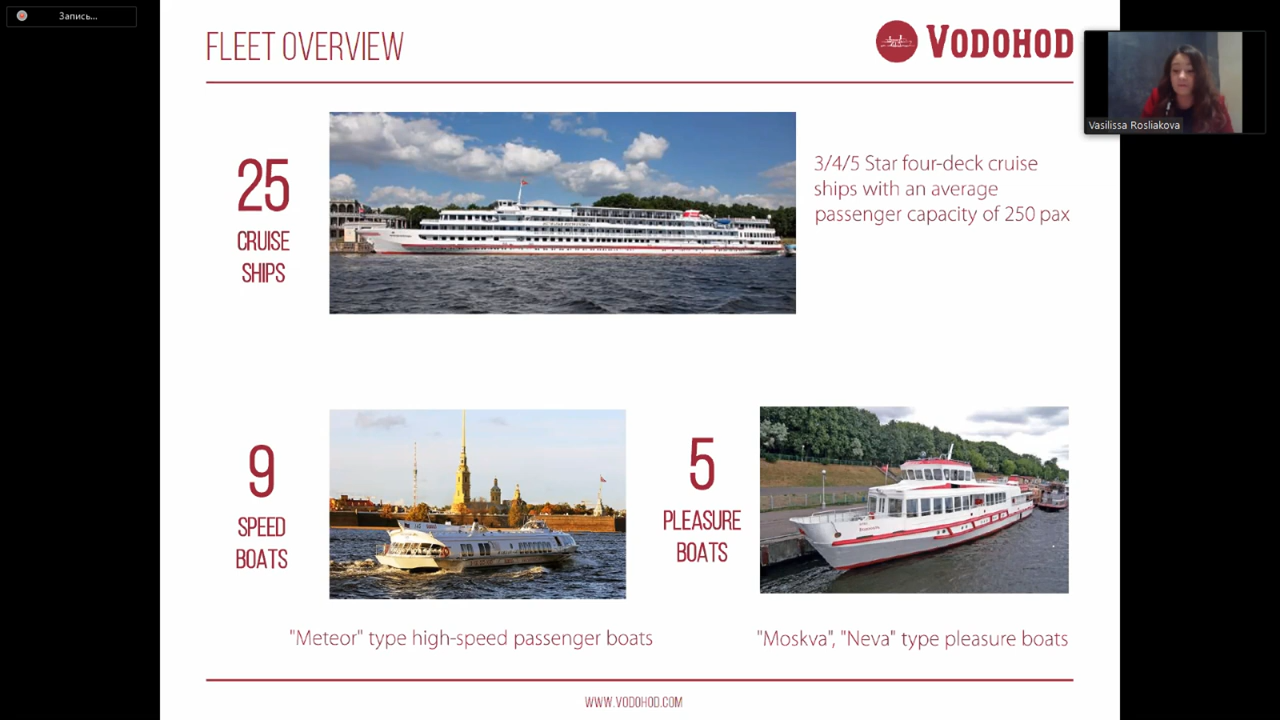 Запись...
FLEET OVERVIEW
VODOHOD
Vasilissa Rosliakova
25
CRUISE
SHIPS
3/4/5 Star four-deck cruise
ships with an average
passenger capacity of 250 pax
9
SPEED
BOATS
5
PLEASURE
BOATS
"Meteor" type high-speed passenger boats
"Moskva", "Neva" type pleasure boats
WWW.VODOHOD.COM